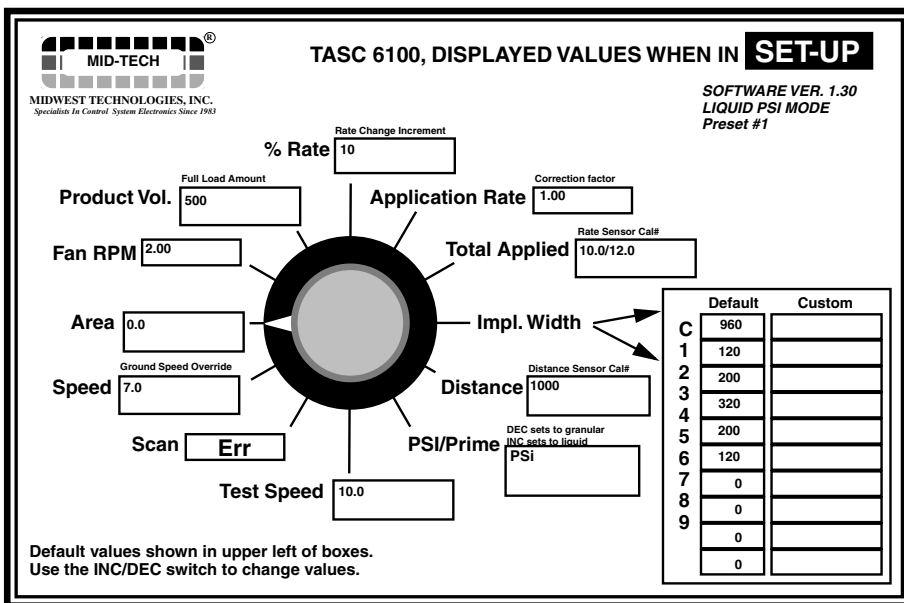 ®
MID-TECH
MIDWEST TECHNOLOGIES, INC.
Specialists In Control System Electronics Since 1983
TASC 6100, DISPLAYED VALUES WHEN IN SET-UP
SOFTWARE VER. 1.30
LIQUID PSI MODE
Preset #1
Rate Change Increment
% Rate 10
Full Load Amount
Product Vol. 500
Correction factor
Application Rate 1.00
Fan RPM 2.00
Rate Sensor Cal#
Total Applied 10.0/12.0
Area 0.0
Impl. Width
Ground Speed Override
Speed 7.0
Distance Sensor Cal#
Distance 1000
Scan Err
DEC sets to granular
INC sets to liquid
PSI/Prime PSi
Test Speed 10.0
Default Custom
C 960
1 120
2 200
3 320
4 200
5 120
6 0
7 0
8 0
9 0
Default values shown in upper left of boxes.
Use the INC/DEC switch to change values.